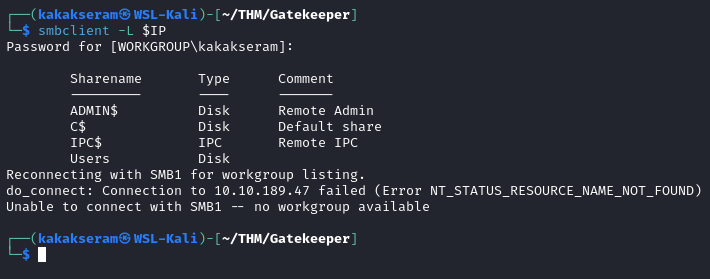 ┌──(kakakseram㉿WSL-Kali)-[~/THM/Gatekeeper]
└─$ smbclient -L $IP
Password for [WORKGROUP\kakakseram]:
Sharename       Type      Comment
---------       ----      -------
ADMIN$          Disk      Remote Admin
C$              Disk      Default share
IPC$            IPC       Remote IPC
Users           Disk
Reconnecting with SMB1 for workgroup listing.
do_connect: Connection to 10.10.189.47 failed (Error NT_STATUS_RESOURCE_NAME_NOT_FOUND)
Unable to connect with SMB1 -- no workgroup available
┌──(kakakseram㉿WSL-Kali)-[~/THM/Gatekeeper]
└─$